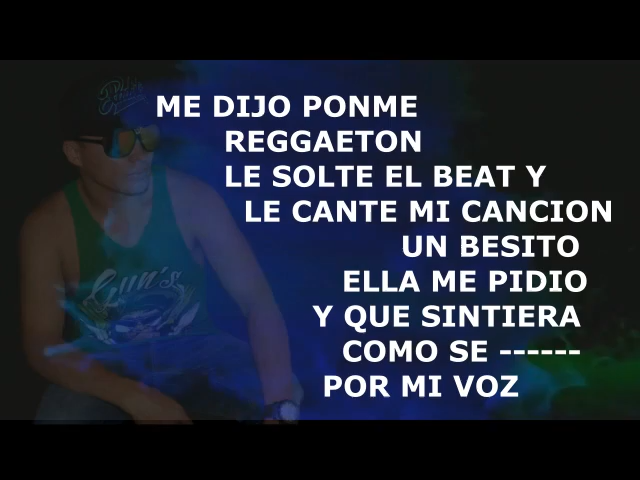 ME DIJO PONME
REGGAETON
LE SOLTE EL BEAT Y
LE CANTE MI CANCION
UN BESITO
ELLA ME PIDIO
Y QUE SINTIERA
COMO SE ------
POR MI VOZ
Gun's